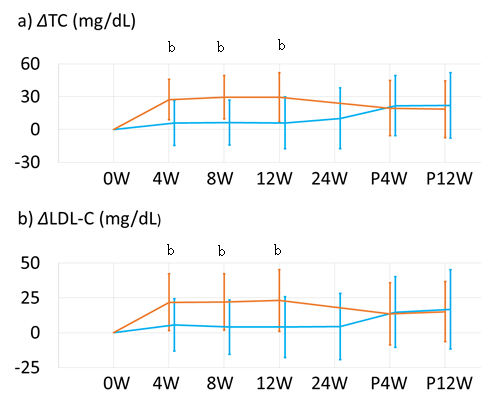 a) ΔTC (mg/dL)
b b b
60
30
0
-30
0W 4W 8W 12W 24W P4W P12W
b) ΔLDL-C (mg/dL)
b b b
50
25
0
-25
0W 4W 8W 12W 24W P4W P12W